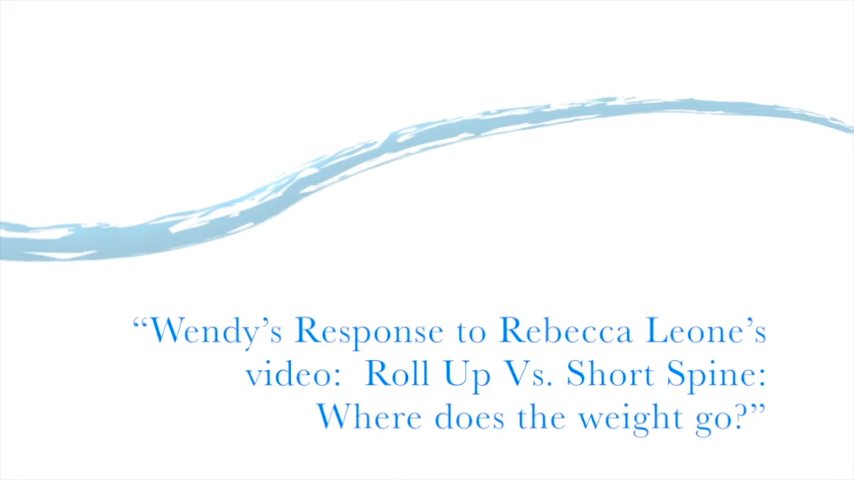 “Wendy’s Response to Rebecca Leone’s
video:  Roll Up Vs. Short Spine:
Where does the weight go?”